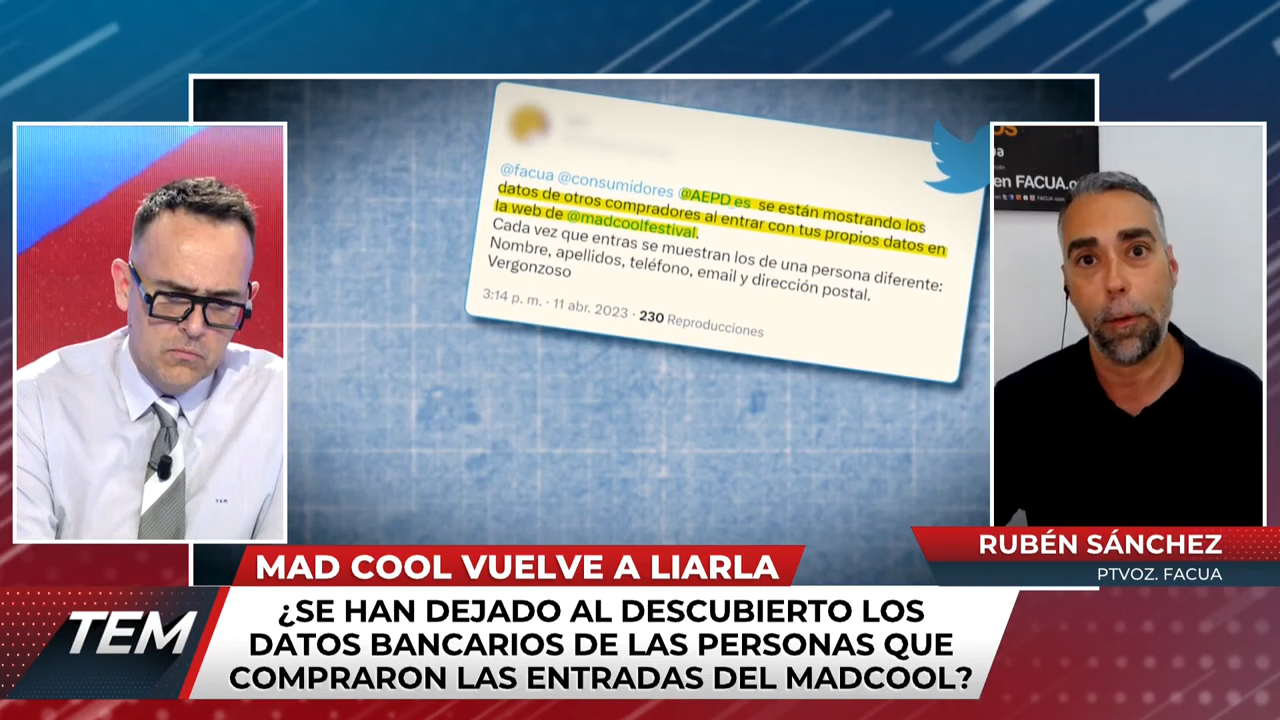 @facua @consumidores @AEPD_es se están mostrando los
datos de otros compradores al entrar con tus propios datos en
la web de @madcoolfestival.
Cada vez que entras se muestran los de una persona diferente:
Nombre, apellidos, teléfono, email y dirección postal.
Vergonzoso
3:14 p. m. · 11 abr. 2023 · 230 Reproducciones
en FACUA.o
RUBÉN SÁNCHEZ
PTVOZ. FACUA
MAD COOL VUELVE A LIARLA
TEM
¿SE HAN DEJADO AL DESCUBIERTO LOS
DATOS BANCARIOS DE LAS PERSONAS QUE
COMPRARON LAS ENTRADAS DEL MADCOOL?